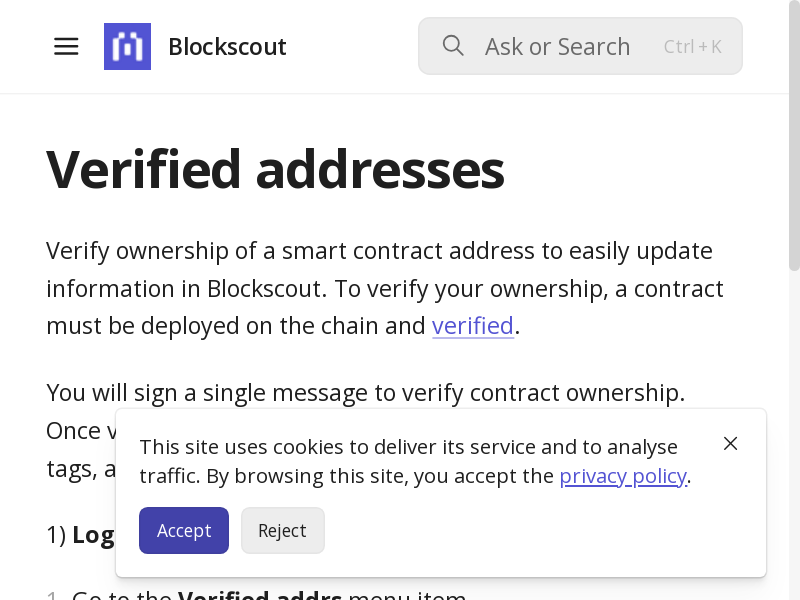 Blockscout
Ask or Search
Ctrl + K
Verified addresses
Verify ownership of a smart contract address to easily update
information in Blockscout. To verify your ownership, a contract
must be deployed on the chain and verified.
You will sign a single message to verify contract ownership.
Once
tags,
This site uses cookies to deliver its service and to analyse
traffic. By browsing this site, you accept the privacy policy.
Accept
Reject
1) Log
1. Go to the Verified addrs menu item